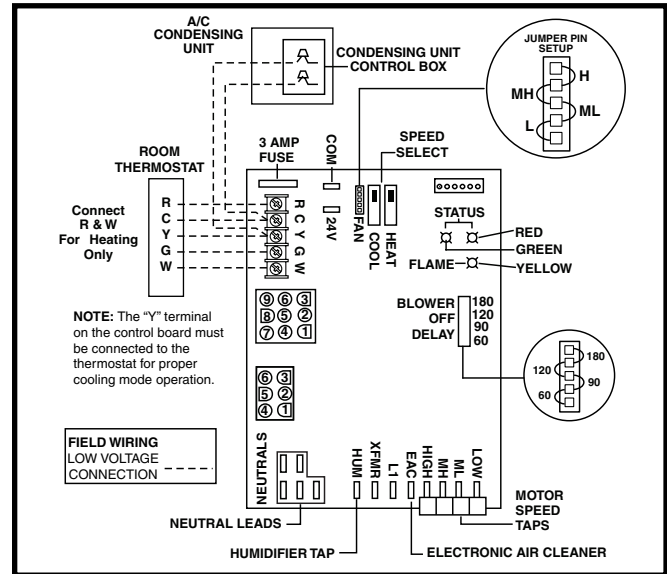 A/C
CONDENSING
UNIT
CONDENSING UNIT
CONTROL BOX
JUMPER PIN
SETUP
H
MH
ML
L
ROOM
THERMOSTAT
3 AMP
FUSE
COM
SPEED
SELECT
Connect
R & W
For Heating
Only
R
C
Y
G
W
R
C
Y
G
W
24V
FAN
COOL
HEAT
STATUS
RED
GREEN
FLAME
YELLOW
NOTE: The “Y” terminal
on the control board must
be connected to the
thermostat for proper
cooling mode operation.
9 6 3
8 5 2
7 4 1
BLOWER
OFF
DELAY
180
120
90
60
180
120
90
60
6 3
5 2
4 1
FIELD WIRING
LOW VOLTAGE
CONNECTION
NEUTRALS
HUM
XFMR
L1
EAC
HIGH
MH
ML
LOW
NEUTRAL LEADS
MOTOR
SPEED
TAPS
HUMIDIFIER TAP
ELECTRONIC AIR CLEANER